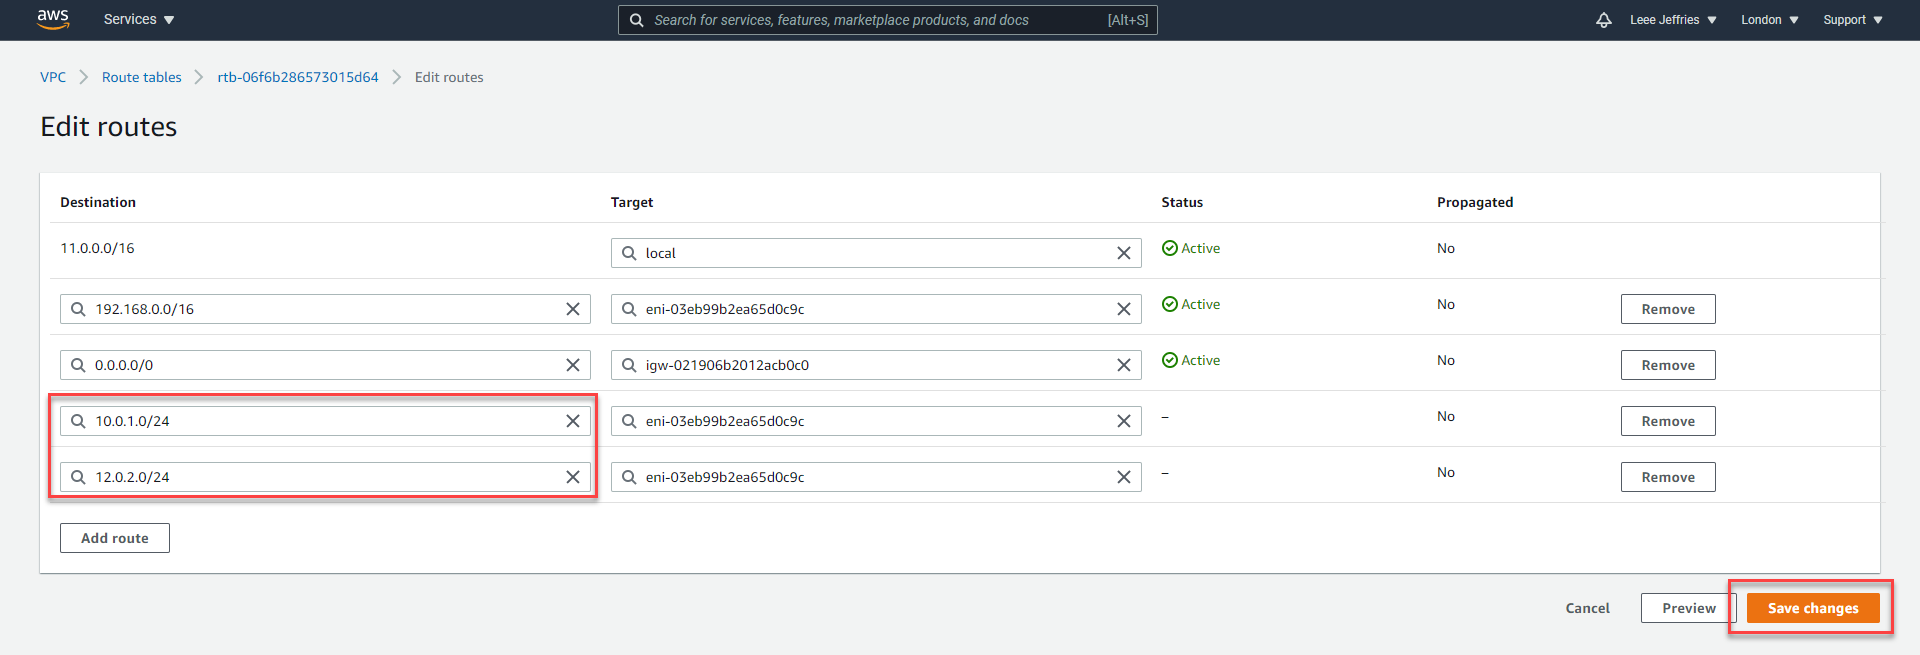 aws Services Search for services, features, marketplace products, and docs [Alt+S] Leee Jeffries London Support
VPC Route tables rtb-06f6b286573015d64 Edit routes
Edit routes
Destination Target Status Propagated
11.0.0.0/16 local Active No
192.168.0.0/16 eni-03eb99b2ea65d0c9c Active No Remove
0.0.0.0/0 igw-021906b2012acb0c0 Active No Remove
10.0.1.0/24 eni-03eb99b2ea65d0c9c – No Remove
12.0.2.0/24 eni-03eb99b2ea65d0c9c – No Remove
Add route
Cancel Preview Save changes